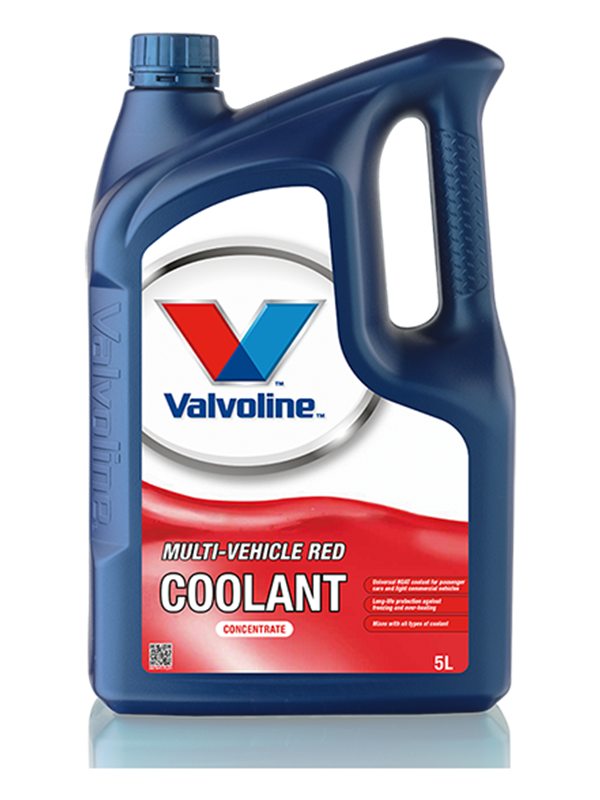 Valvoline
Valvoline™
MULTI-VEHICLE RED
COOLANT
CONCENTRATE
Universal HOAT coolant for passenger
cars and light commercial vehicles
Long-life protection against
freezing and over-heating
Mixes with all types of coolant
5L